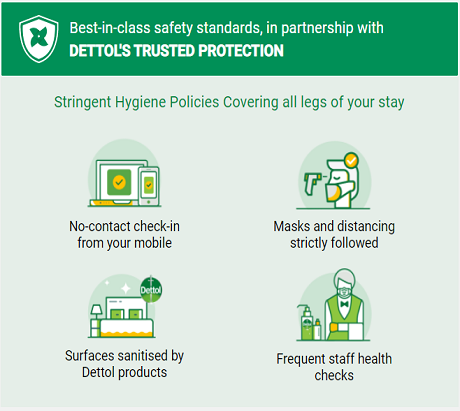 Best-in-class safety standards, in partnership with
DETTOL'S TRUSTED PROTECTION
Stringent Hygiene Policies Covering all legs of your stay
No-contact check-in
from your mobile
Masks and distancing
strictly followed
Dettol
Surfaces sanitised by
Dettol products
Frequent staff health
checks